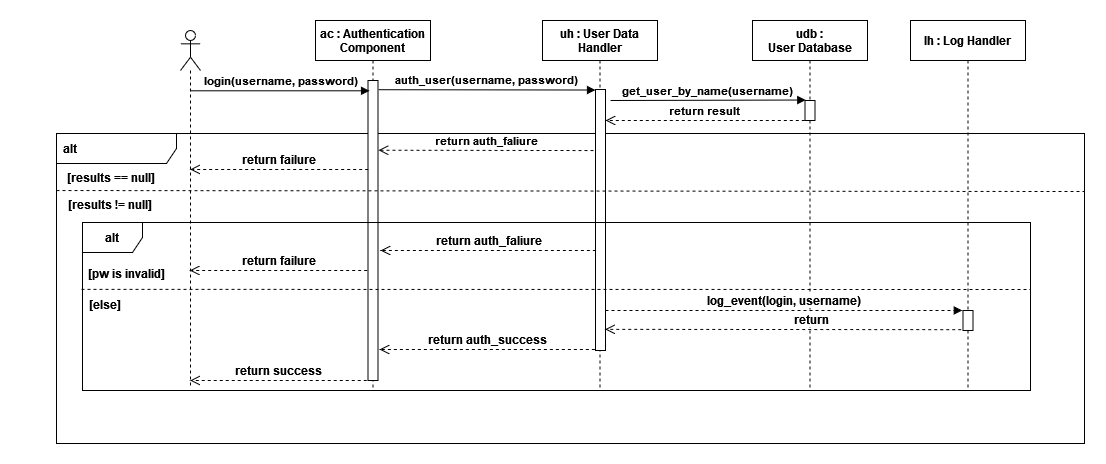 ac : Authentication
Component
uh : User Data
Handler
udb :
User Database
lh : Log Handler
login(username, password)
auth_user(username, password)
get_user_by_name(username)
return result
alt
return auth_faliure
return failure
[results == null]
[results != null]
alt
return auth_faliure
return failure
[pw is invalid]
[else]
log_event(login, username)
return
return auth_success
return success